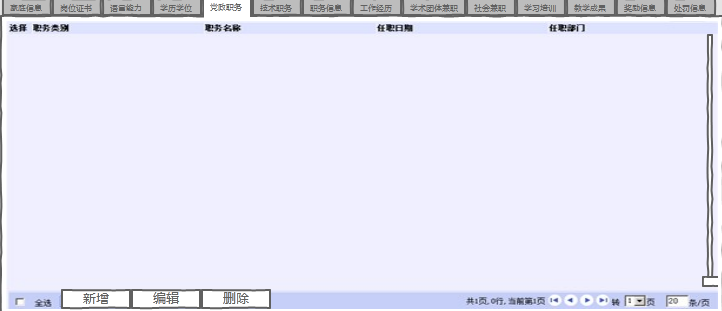 家庭信息 岗位证书 语言能力 学历学位 党政职务 技术职务 职务信息 工作经历 学术团体兼职 社会兼职 学习培训 教学成果 奖励信息 处罚信息
选择 职务类别 职务名称 任职日期 任职部门
全选 新增 编辑 删除 共1页, 0行, 当前第1页 转 1 页 20 条/页